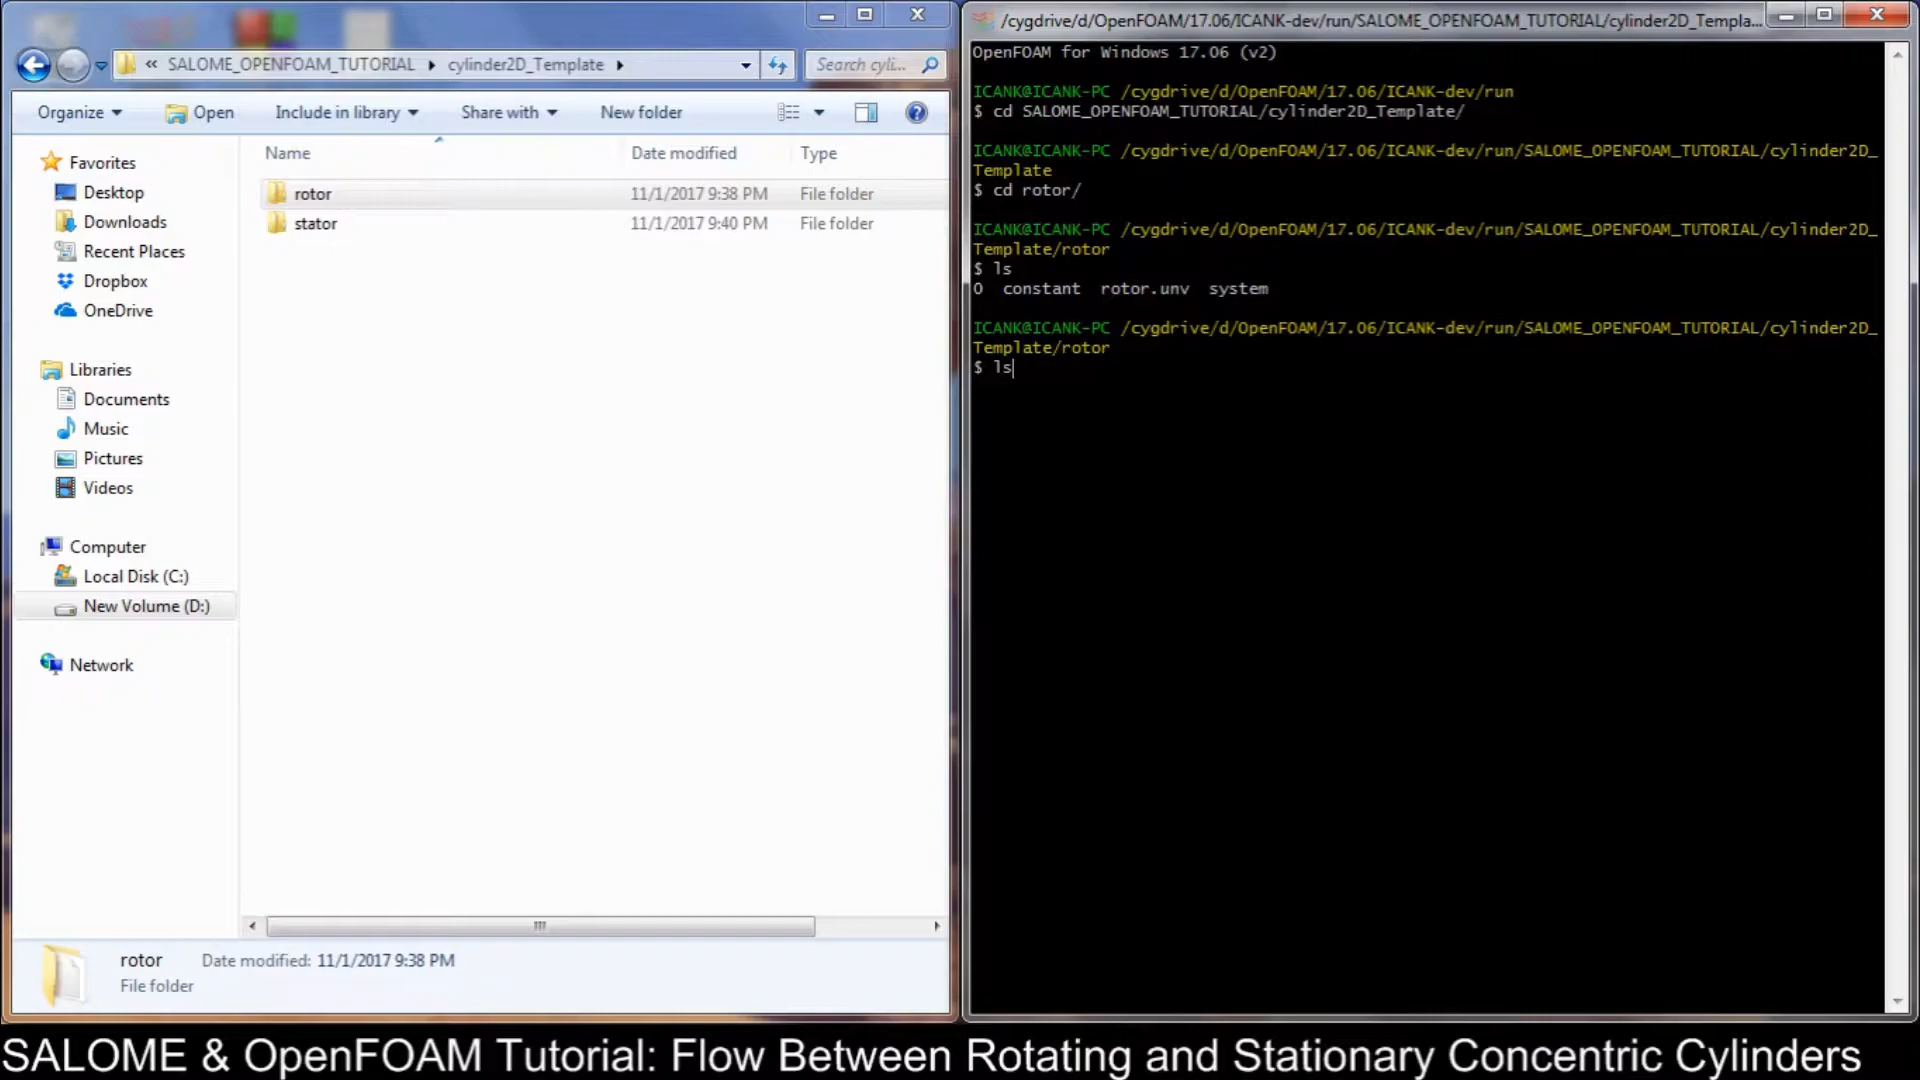 « SALOME_OPENFOAM_TUTORIAL cylinder2D_Template
Search cyli...
Organize Open Include in library Share with New folder
Name Date modified Type
rotor 11/1/2017 9:38 PM File folder
stator 11/1/2017 9:40 PM File folder
Favorites
Desktop
Downloads
Recent Places
Dropbox
OneDrive
Libraries
Documents
Music
Pictures
Videos
Computer
Local Disk (C:)
New Volume (D:)
Network
rotor Date modified: 11/1/2017 9:38 PM
File folder
/cygdrive/d/OpenFOAM/17.06/ICANK-dev/run/SALOME_OPENFOAM_TUTORIAL/cylinder2D_Templa...
OpenFOAM for Windows 17.06 (v2)
ICANK@ICANK-PC /cygdrive/d/OpenFOAM/17.06/ICANK-dev/run
$ cd SALOME_OPENFOAM_TUTORIAL/cylinder2D_Template/
ICANK@ICANK-PC /cygdrive/d/OpenFOAM/17.06/ICANK-dev/run/SALOME_OPENFOAM_TUTORIAL/cylinder2D_
Template
$ cd rotor/
ICANK@ICANK-PC /cygdrive/d/OpenFOAM/17.06/ICANK-dev/run/SALOME_OPENFOAM_TUTORIAL/cylinder2D_
Template/rotor
$ ls
0 constant rotor.unv system
ICANK@ICANK-PC /cygdrive/d/OpenFOAM/17.06/ICANK-dev/run/SALOME_OPENFOAM_TUTORIAL/cylinder2D_
Template/rotor
$ ls
SALOME & OpenFOAM Tutorial: Flow Between Rotating and Stationary Concentric Cylinders